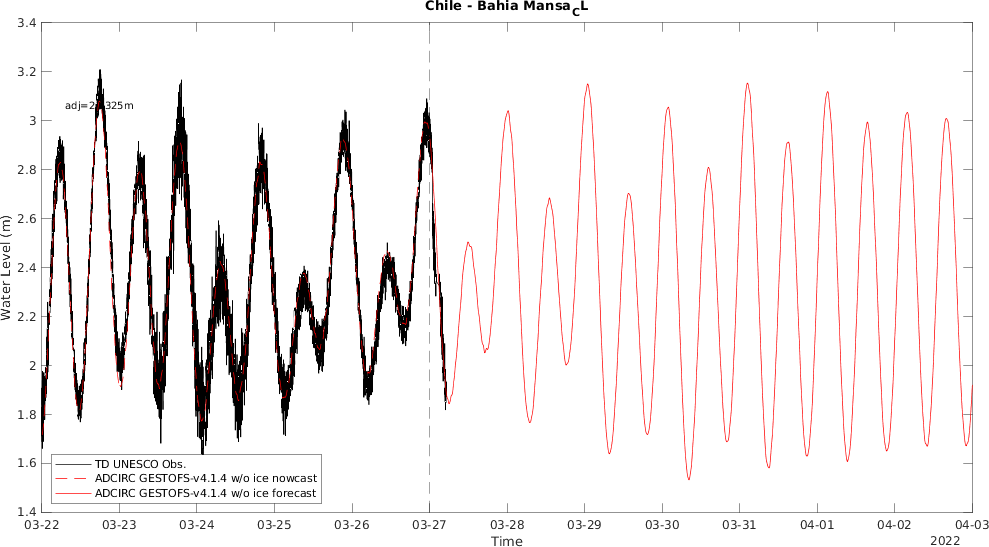 Chile - Bahia MansaCL
3.4
3.2
3
2.8
2.6
2.4
2.2
2
1.8
1.6
1.4
Water Level (m)
TD UNESCO Obs.
ADCIRC GESTOFS-v4.1.4 w/o ice nowcast
ADCIRC GESTOFS-v4.1.4 w/o ice forecast
03-22 03-23 03-24 03-25 03-26 03-27 03-28 03-29 03-30 03-31 04-01 04-02 04-03
Time
2022